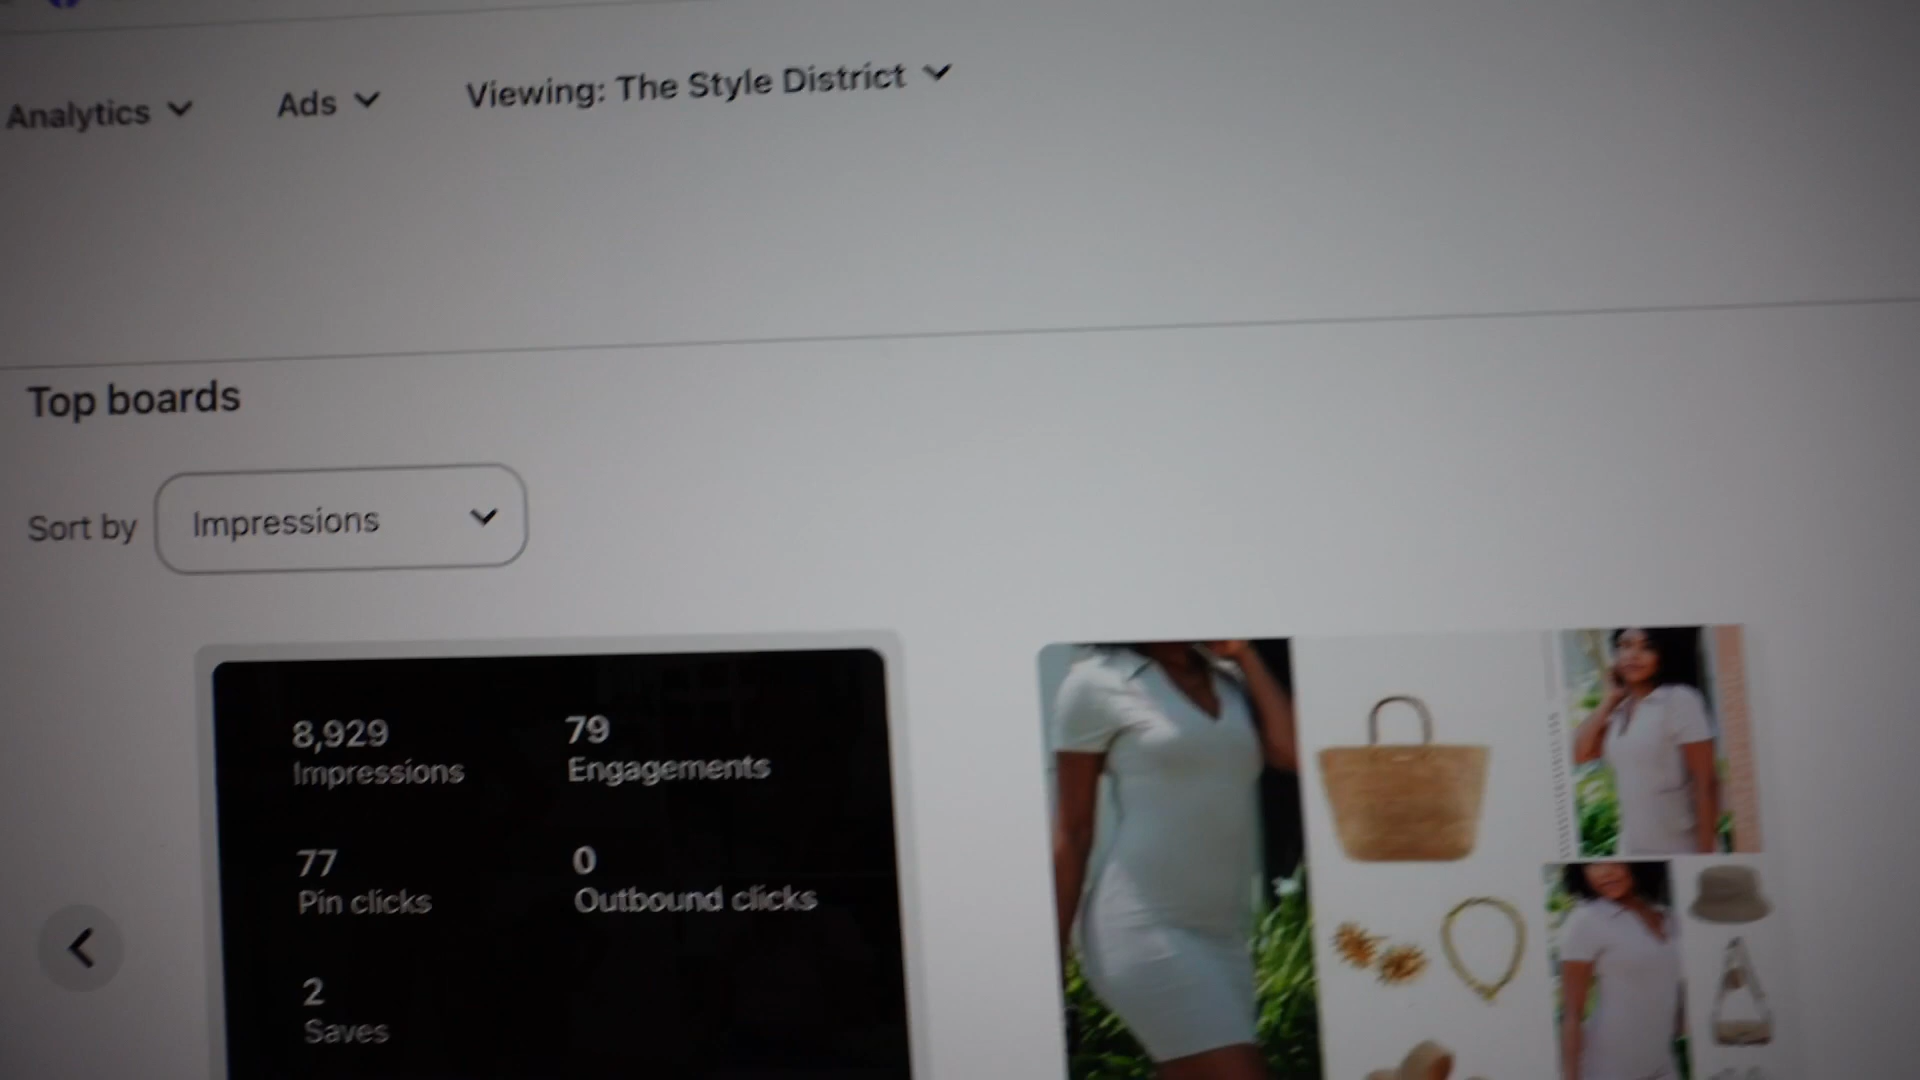 Analytics Ads Viewing: The Style District
Top boards
Sort by Impressions
8,929 79
Impressions Engagements
77 0
Pin clicks Outbound clicks
2
Saves